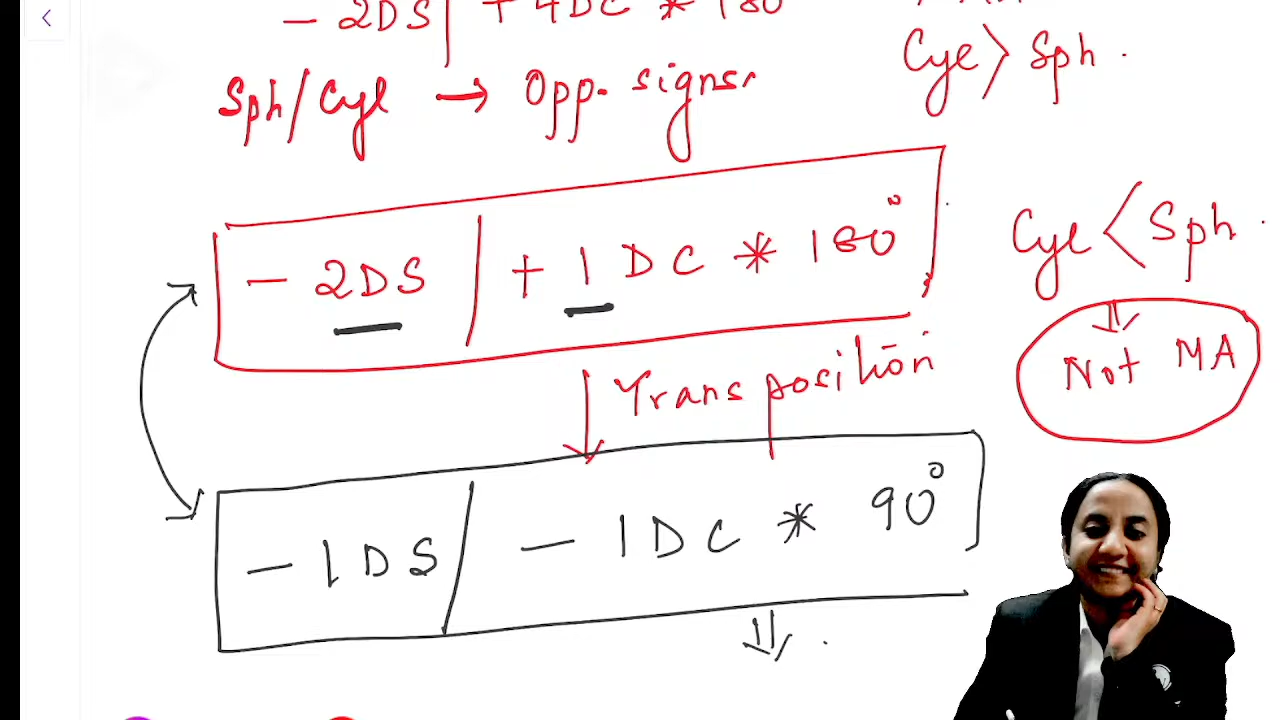 - 2DS | + 4DC * 180
Cyl > Sph.
Sph/Cyl → Opp. signs.
- 2DS | + 1DC * 180°
Cyl < Sph.
⇓
Not MA
↓ Transposition
- 1DS | - 1DC * 90°
⇓